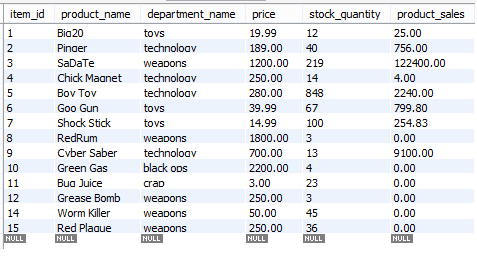 item_id product_name department_name price stock_quantity product_sales
1 Big20 toys 19.99 12 25.00
2 Pinger technology 189.00 40 756.00
3 SaDaTe weapons 1200.00 219 122400.00
4 Chick Magnet technology 250.00 14 4.00
5 Boy Toy technology 280.00 848 2240.00
6 Goo Gun toys 39.99 67 799.80
7 Shock Stick toys 14.99 100 254.83
8 RedRum weapons 1800.00 3 0.00
9 Cyber Saber technology 700.00 13 9100.00
10 Green Gas black ops 2200.00 4 0.00
11 Bug Juice crap 3.00 23 0.00
12 Grease Bomb weapons 250.00 3 0.00
14 Worm Killer weapons 50.00 45 0.00
15 Red Plague weapons 250.00 36 0.00
NULL NULL NULL NULL NULL NULL